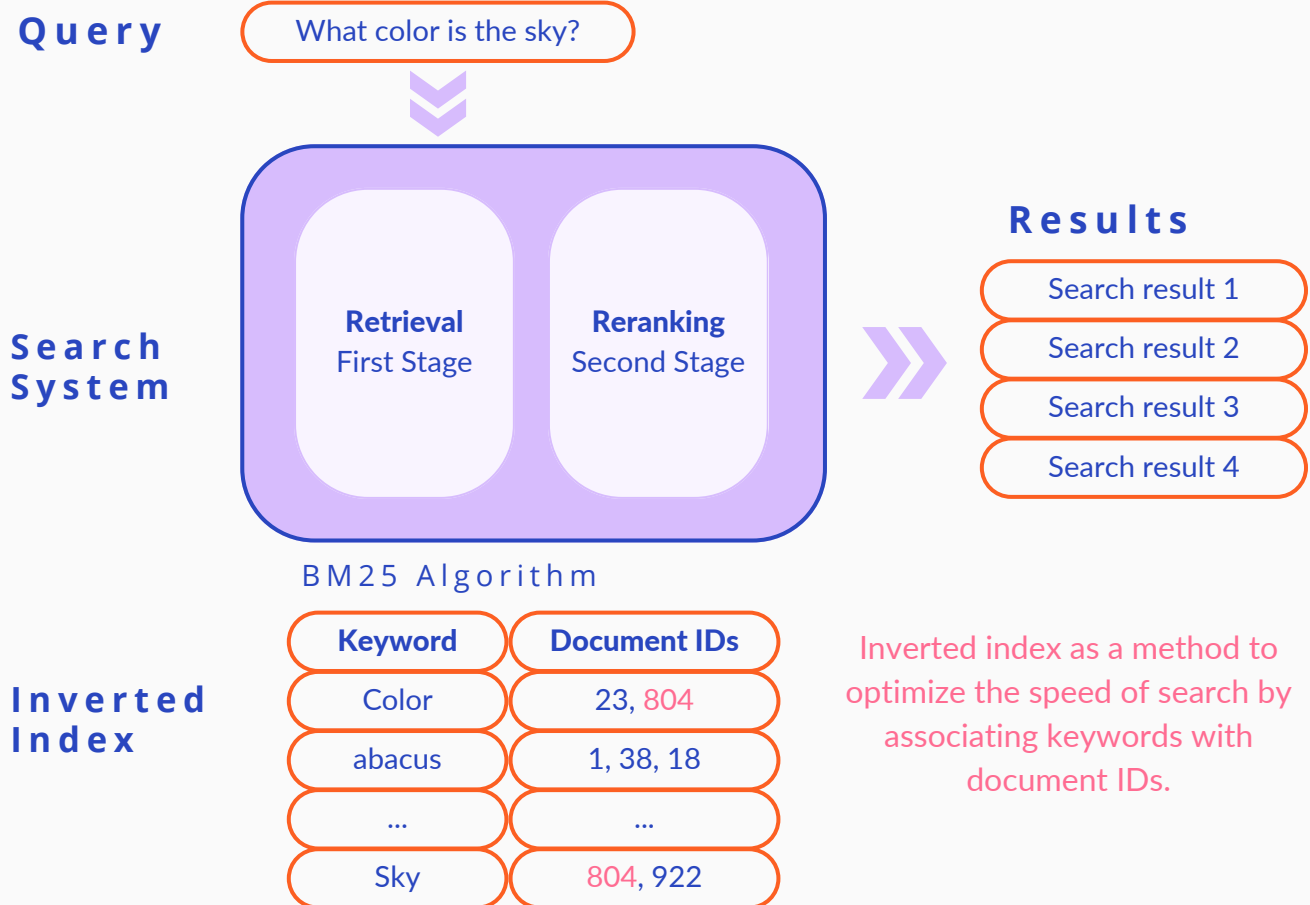 Query
What color is the sky?
Search
System
Retrieval
First Stage
Reranking
Second Stage
Results
Search result 1
Search result 2
Search result 3
Search result 4
BM25 Algorithm
Inverted
Index
Keyword
Document IDs
Color
23, 804
abacus
1, 38, 18
...
...
Sky
804, 922
Inverted index as a method to
optimize the speed of search by
associating keywords with
document IDs.